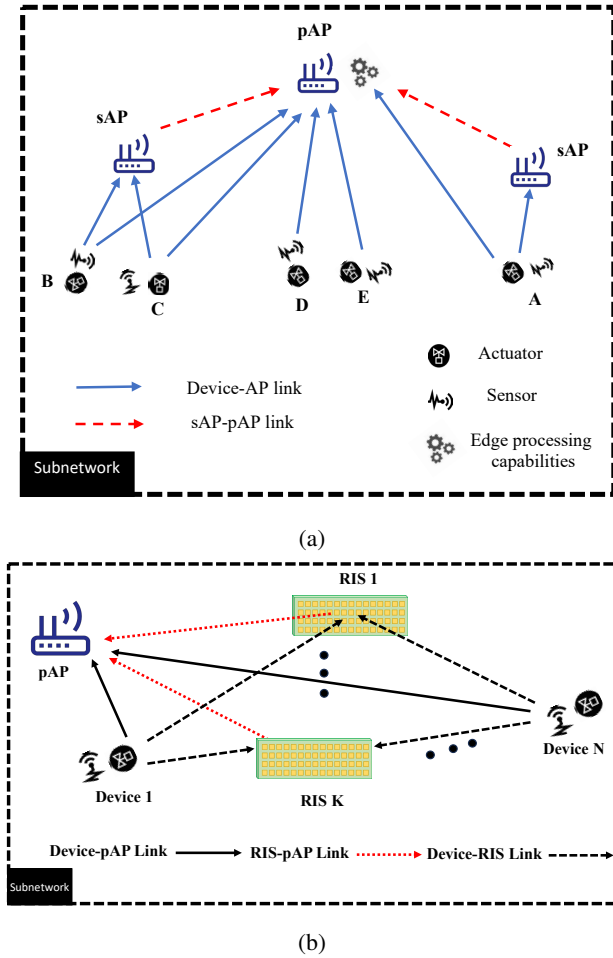 pAP
sAP
sAP
B
C
D
E
A
Actuator
Device-AP link
Sensor
sAP-pAP link
Edge processing
capabilities
Subnetwork
(a)
RIS 1
pAP
Device N
Device 1
RIS K
Device-pAP Link
RIS-pAP Link
Device-RIS Link
Subnetwork
(b)